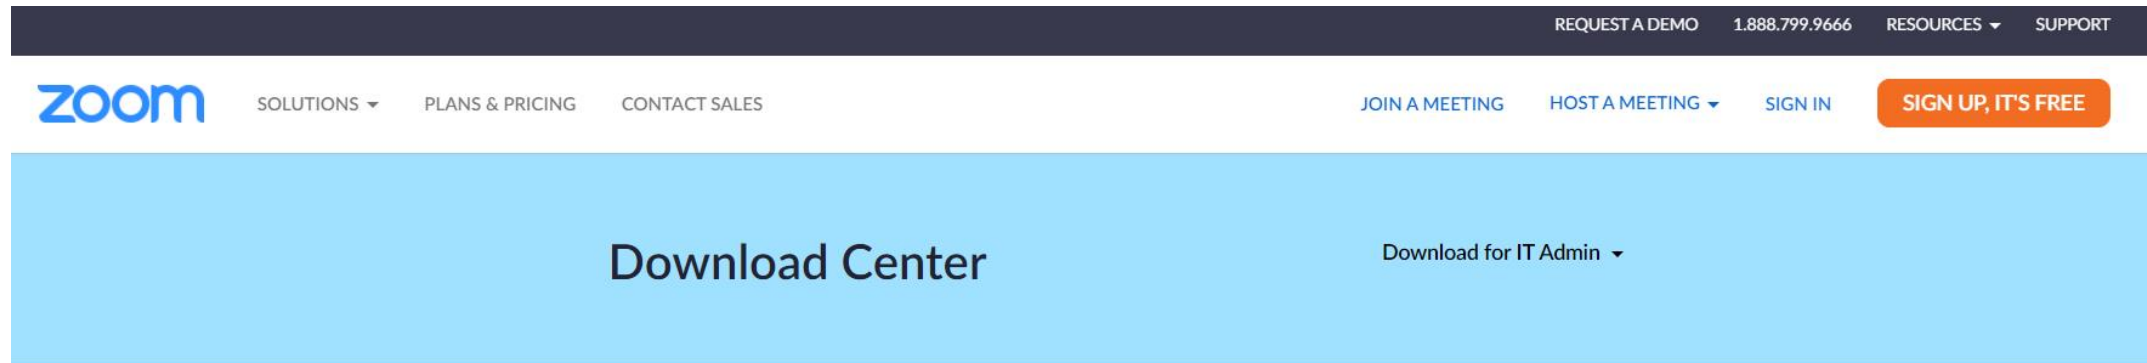 REQUEST A DEMO 1.888.799.9666 RESOURCES SUPPORT
zoom SOLUTIONS PLANS & PRICING CONTACT SALES JOIN A MEETING HOST A MEETING SIGN IN SIGN UP, IT'S FREE
Download Center Download for IT Admin